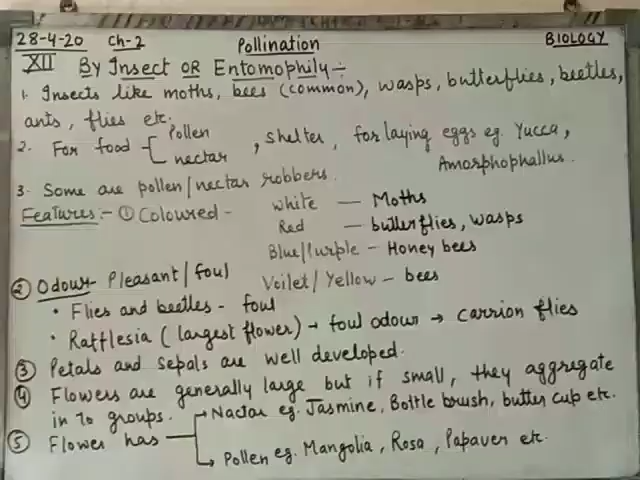 28-4-20 Ch-2 Pollination BIOLOGY
XII By Insect OR Entomophily :-
1. Insects like moths, bees (common), wasps, butterflies, beetles,
ants, flies etc.
2. For food Pollen nectar, shelter, for laying eggs eg. Yucca,
Amorphophallus.
3. Some are pollen/nectar robbers.
Features:- ① Coloured - white — Moths
Red — butterflies, wasps
Blue/Purple - Honey bees
Voilet/Yellow - bees
② Odour- Pleasant/foul
• Flies and beetles - foul
• Rafflesia (largest flower) → foul odour → carrion flies
③ Petals and sepals are well developed.
④ Flowers are generally large but if small, they aggregate
in to groups.
⑤ Flower has → Nactar eg. Jasmine, Bottle brush, butter cup etc.
→ Pollen eg. Mangolia, Rosa, Papaver etc.